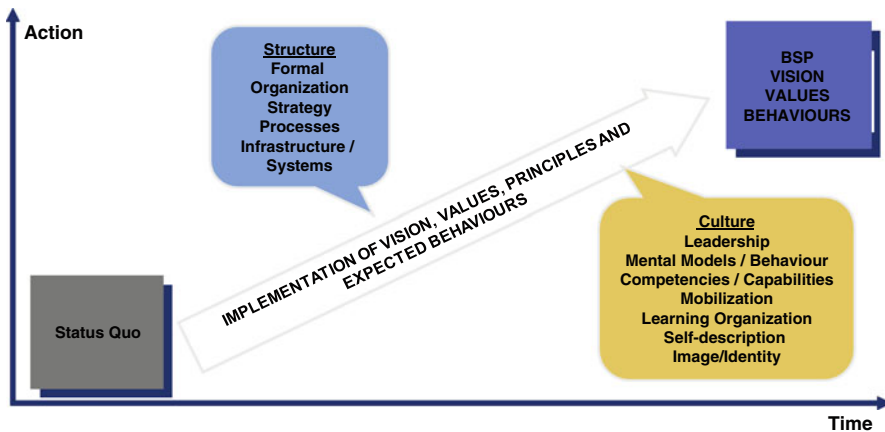 Action
Structure
Formal
Organization
Strategy
Processes
Infrastructure /
Systems
BSP
VISION
VALUES
BEHAVIOURS
IMPLEMENTATION OF VISION, VALUES, PRINCIPLES AND
EXPECTED BEHAVIOURS
Culture
Leadership
Mental Models / Behaviour
Competencies / Capabilities
Mobilization
Learning Organization
Self-description
Image/Identity
Status Quo
Time